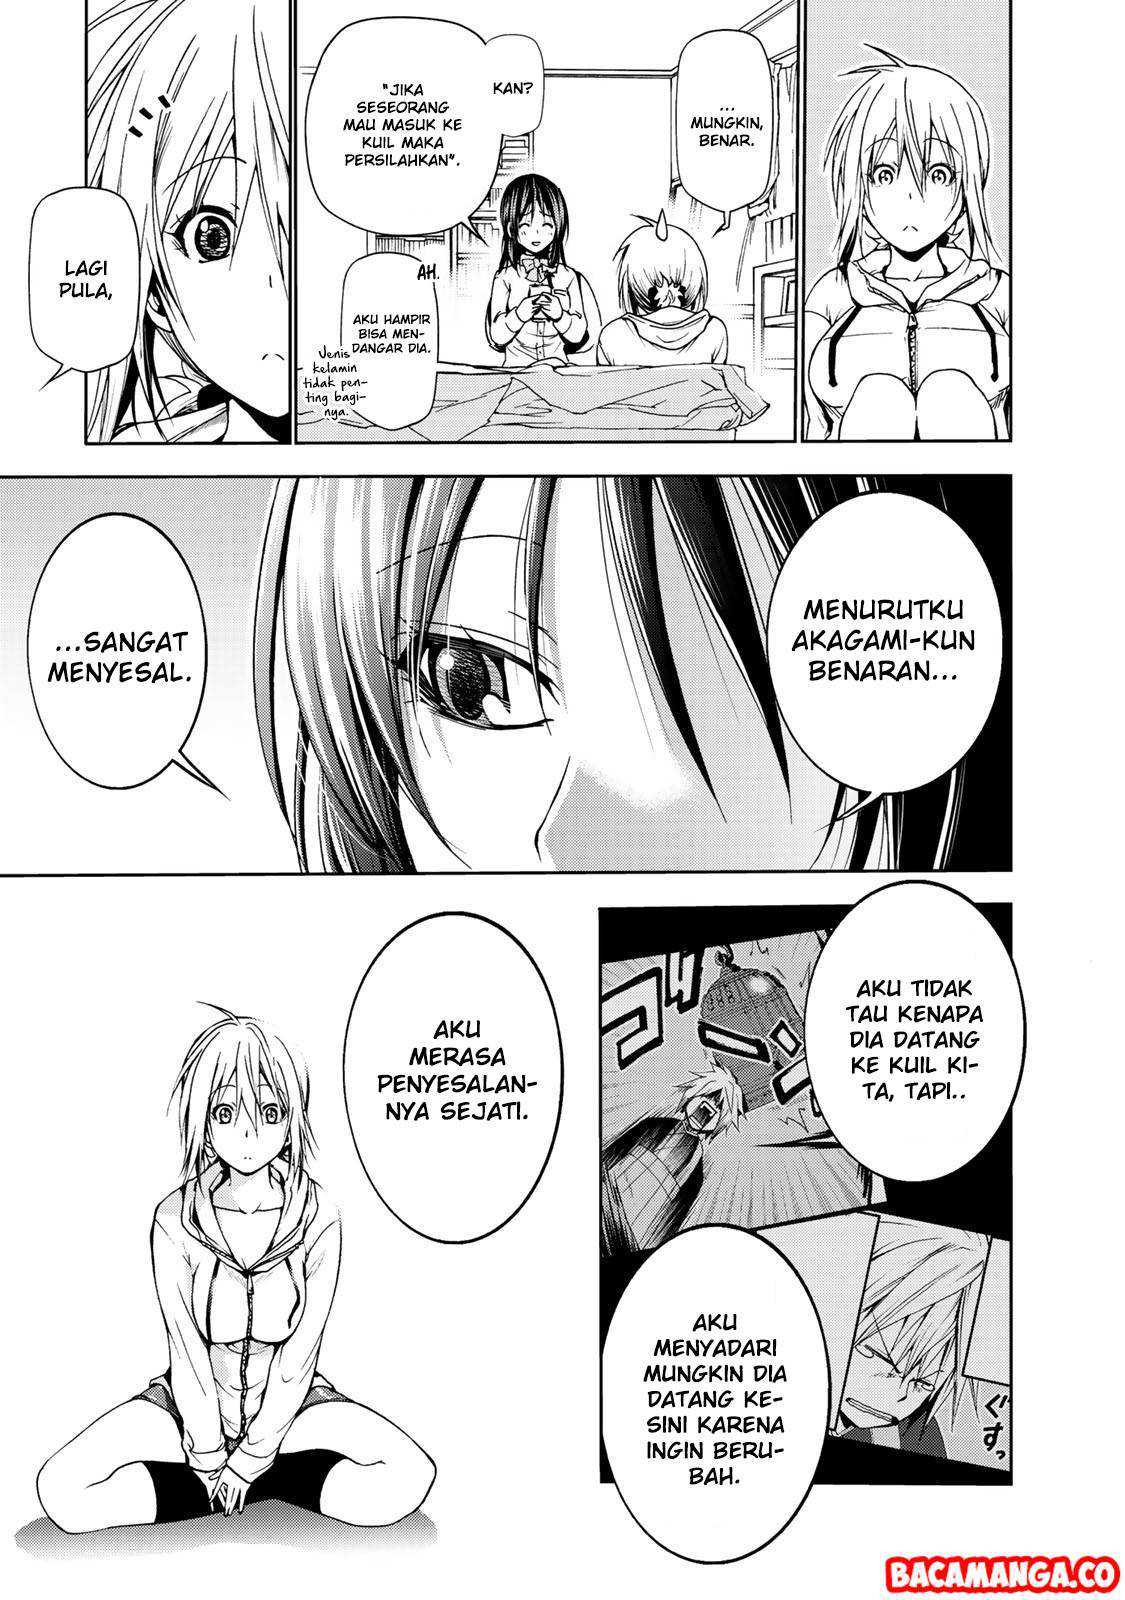 ...
MUNGKIN,
BENAR.
KAN?
"JIKA
SESEORANG
MAU MASUK KE
KUIL MAKA
PERSILAHKAN".
AH.
AKU HAMPIR
BISA MEN-
DANGAR DIA.
Jenis
kelamin
tidak pen-
ting bagi-
nya.
LAGI
PULA,
MENURUTKU
AKAGAMI-KUN
BENARAN...
...SANGAT
MENYESAL.
AKU TIDAK
TAU KENAPA
DIA DATANG
KE KUIL KI-
TA, TAPI..
AKU
MENYADARI
MUNGKIN DIA
DATANG KE-
SINI KARENA
INGIN BERU-
BAH.
ぐすっ
AKU
MERASA
PENYESALAN-
NYA SEJATI.
BACAMANGA.CO